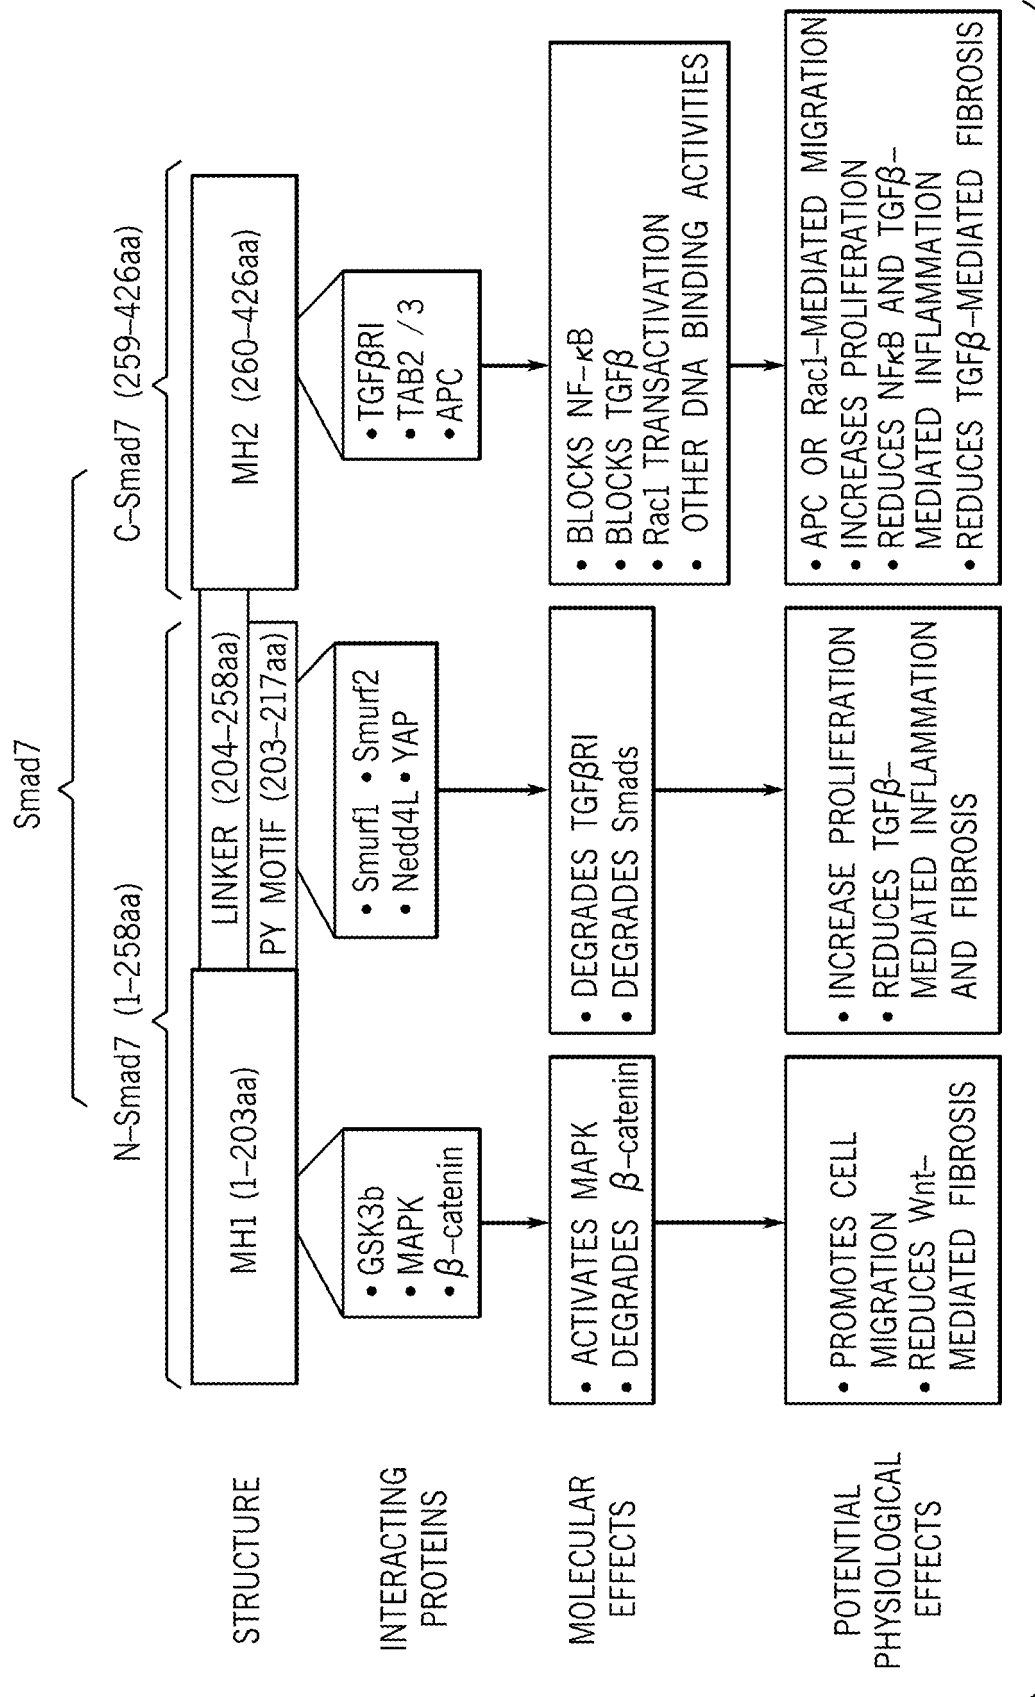 Smad7
N–Smad7 (1–258aa)
C–Smad7 (259–426aa)
STRUCTURE
MH1 (1–203aa)
LINKER (204–258aa)
PY MOTIF (203–217aa)
MH2 (260–426aa)
INTERACTING
PROTEINS
• GSK3b
• MAPK
• β–catenin
• Smurf1 • Smurf2
• Nedd4L • YAP
• TGFβRI
• TAB2 /3
• APC
MOLECULAR
EFFECTS
• ACTIVATES MAPK
• DEGRADES β–catenin
• DEGRADES TGFβRI
• DEGRADES Smads
• BLOCKS NF–κB
• BLOCKS TGFβ
• Rac1 TRANSACTIVATION
• OTHER DNA BINDING ACTIVITIES
POTENTIAL
PHYSIOLOGICAL
EFFECTS
• PROMOTES CELL
MIGRATION
• REDUCES Wnt–
MEDIATED FIBROSIS
• INCREASE PROLIFERATION
• REDUCES TGFβ–
MEDIATED INFLAMMATION
AND FIBROSIS
• APC OR Rac1–MEDIATED MIGRATION
• INCREASES PROLIFERATION
• REDUCES NFκB AND TGFβ–
MEDIATED INFLAMMATION
• REDUCES TGFβ–MEDIATED FIBROSIS